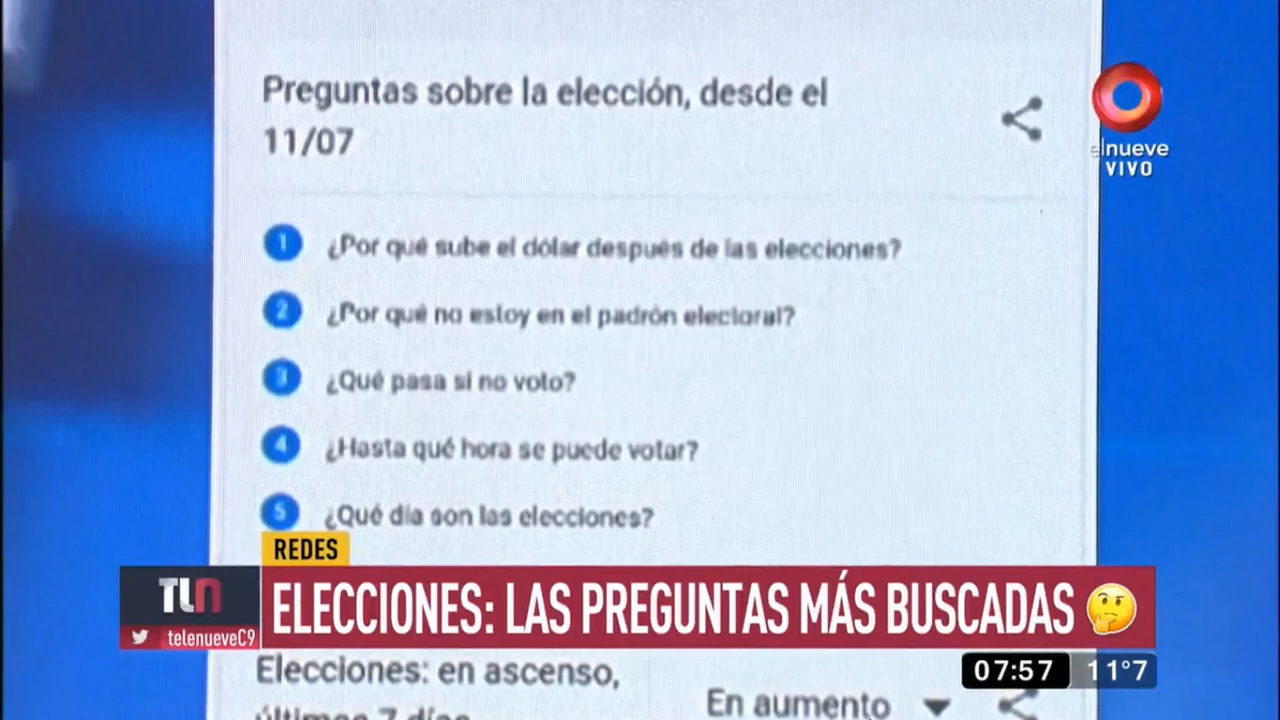 Preguntas sobre la elección, desde el
11/07
elnueve
VIVO
1 ¿Por qué sube el dólar después de las elecciones?
2 ¿Por qué no estoy en el padrón electoral?
3 ¿Qué pasa si no voto?
4 ¿Hasta qué hora se puede votar?
5 ¿Qué día son las elecciones?
REDES
TLn
ELECCIONES: LAS PREGUNTAS MÁS BUSCADAS
telenueveC9
Elecciones: en ascenso,
07:57 11°7
últimos 7 días
En aumento